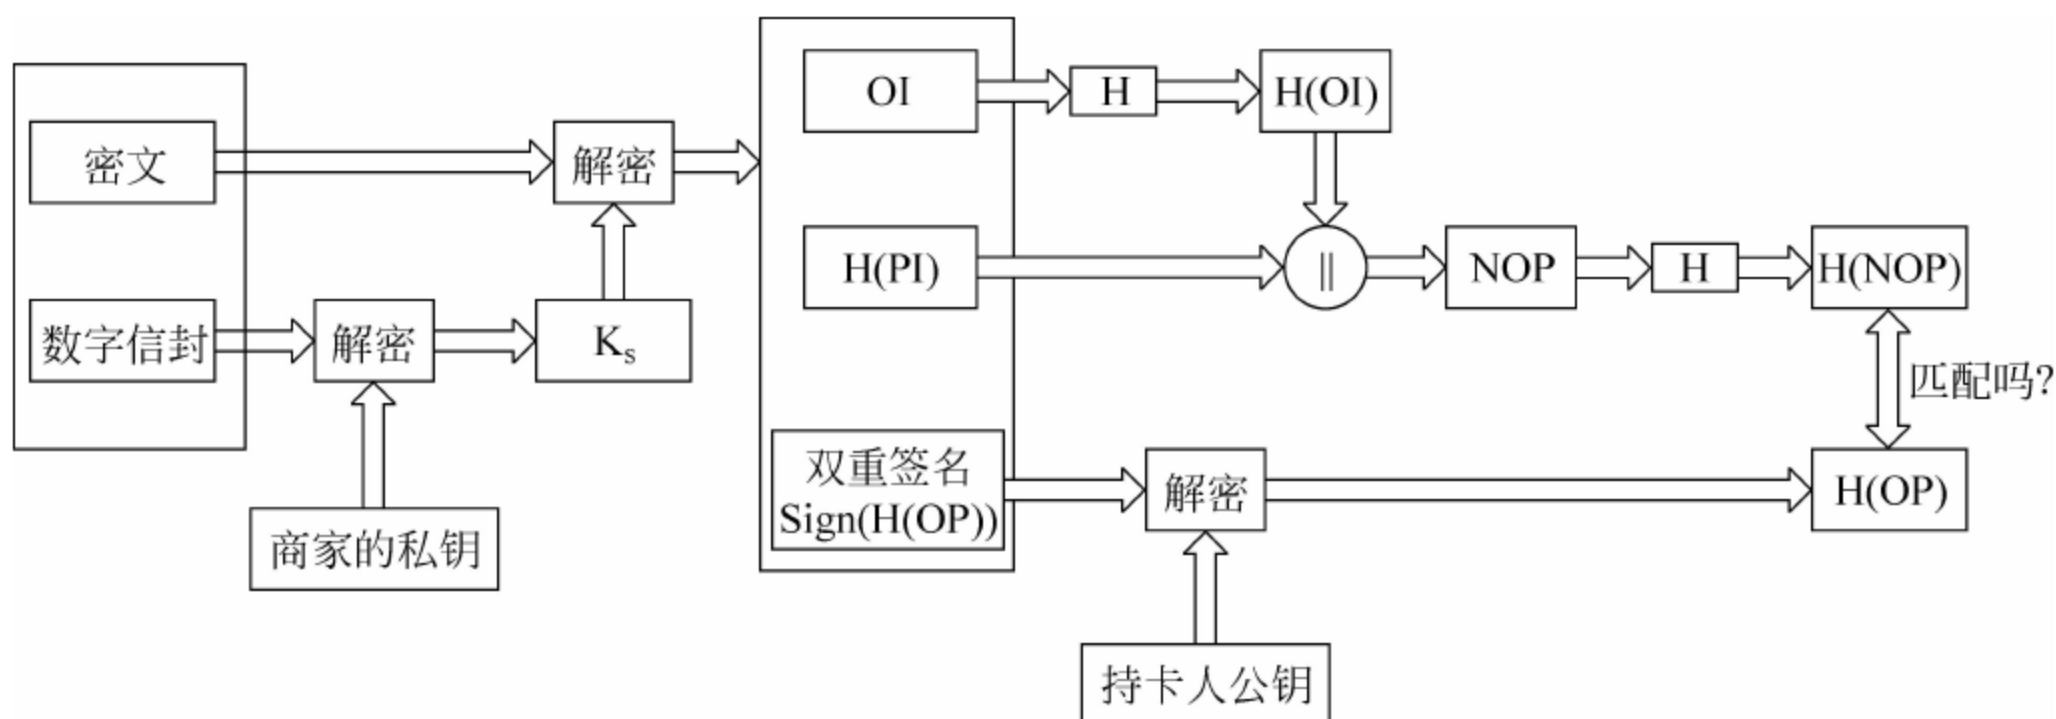 OI
H
H(OI)
密文
解密
H(PI)
||
NOP
H
H(NOP)
数字信封
解密
Ks
匹配吗?
双重签名
Sign(H(OP))
解密
H(OP)
商家的私钥
持卡人公钥